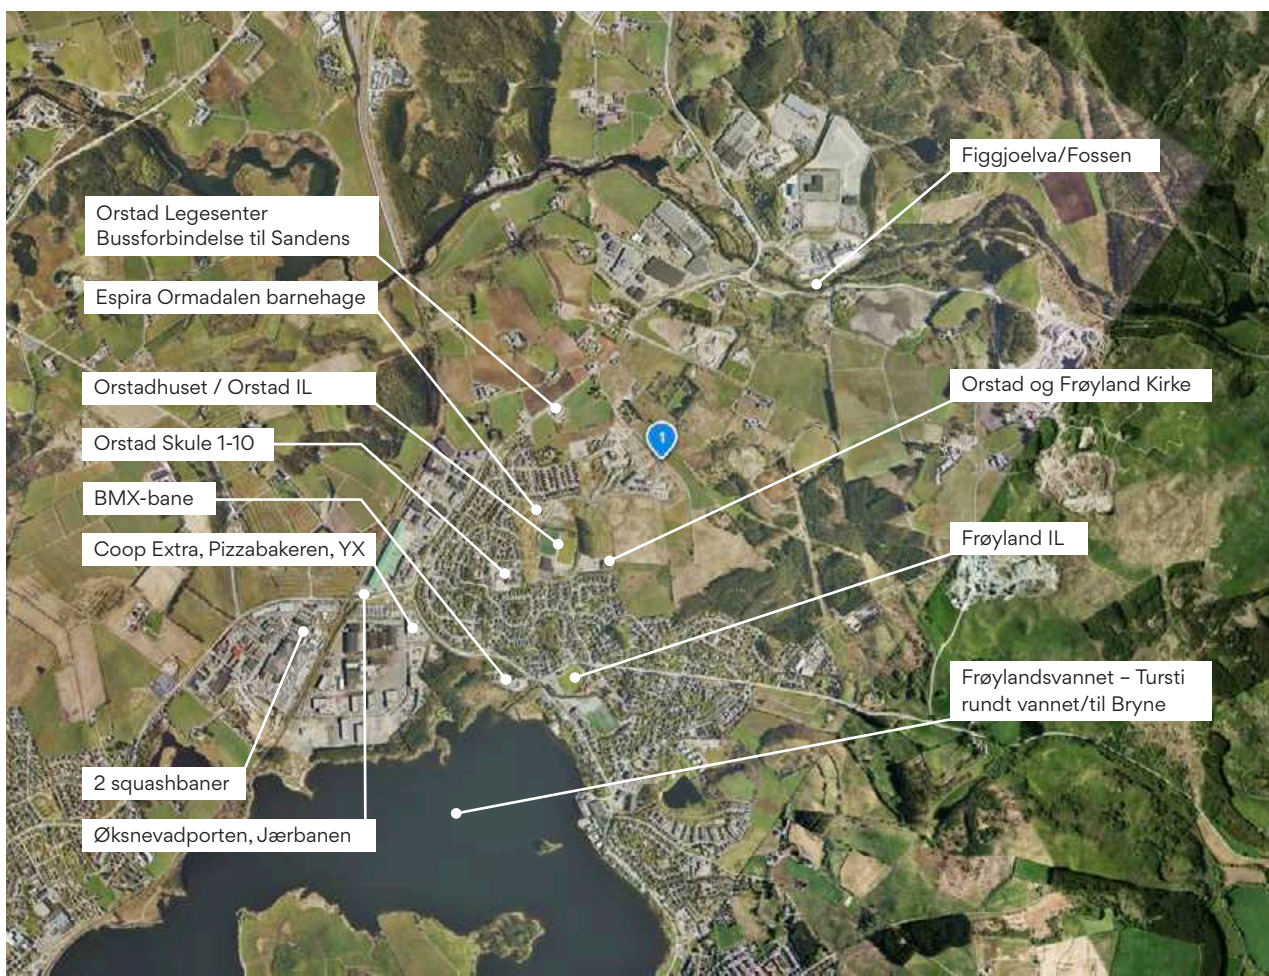 Figgjoelva/Fossen
Orstad Legesenter
Bussforbindelse til Sandens
Espira Ormadalen barnehage
Orstadhuset / Orstad IL
Orstad og Frøyland Kirke
Orstad Skule 1-10
1
BMX-bane
Coop Extra, Pizzabakeren, YX
Frøyland IL
Frøylandsvannet – Tursti
rundt vannet/til Bryne
2 squashbaner
Øksnevadporten, Jærbanen